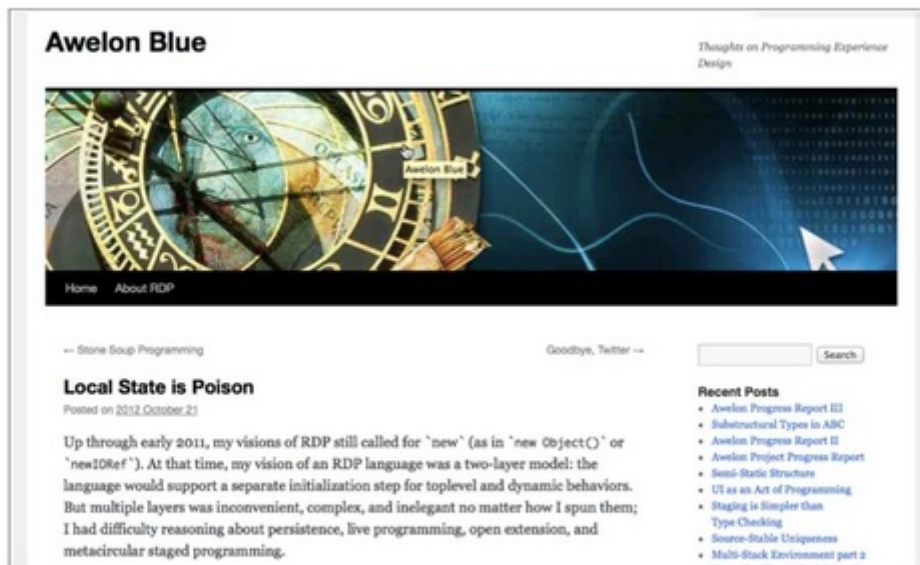 Awelon Blue
Thoughts on Programming Experience
Design
Awelon Blue
Home About RDP
← Stone Soup Programming
Goodbye, Twitter →
Search
Local State is Poison
Posted on 2012 October 21
Up through early 2011, my visions of RDP still called for `new` (as in `new Object()` or
`newIORef`). At that time, my vision of an RDP language was a two-layer model: the
language would support a separate initialization step for toplevel and dynamic behaviors.
But multiple layers was inconvenient, complex, and inelegant no matter how I spun them;
I had difficulty reasoning about persistence, live programming, open extension, and
metacircular staged programming.
Recent Posts
Awelon Progress Report III
Substructural Types in ABC
Awelon Progress Report II
Awelon Project Progress Report
Semi-Static Structure
UI as an Act of Programming
Staging is Simpler than
Type Checking
Source-Stable Uniqueness
Multi-Stack Environment part 2